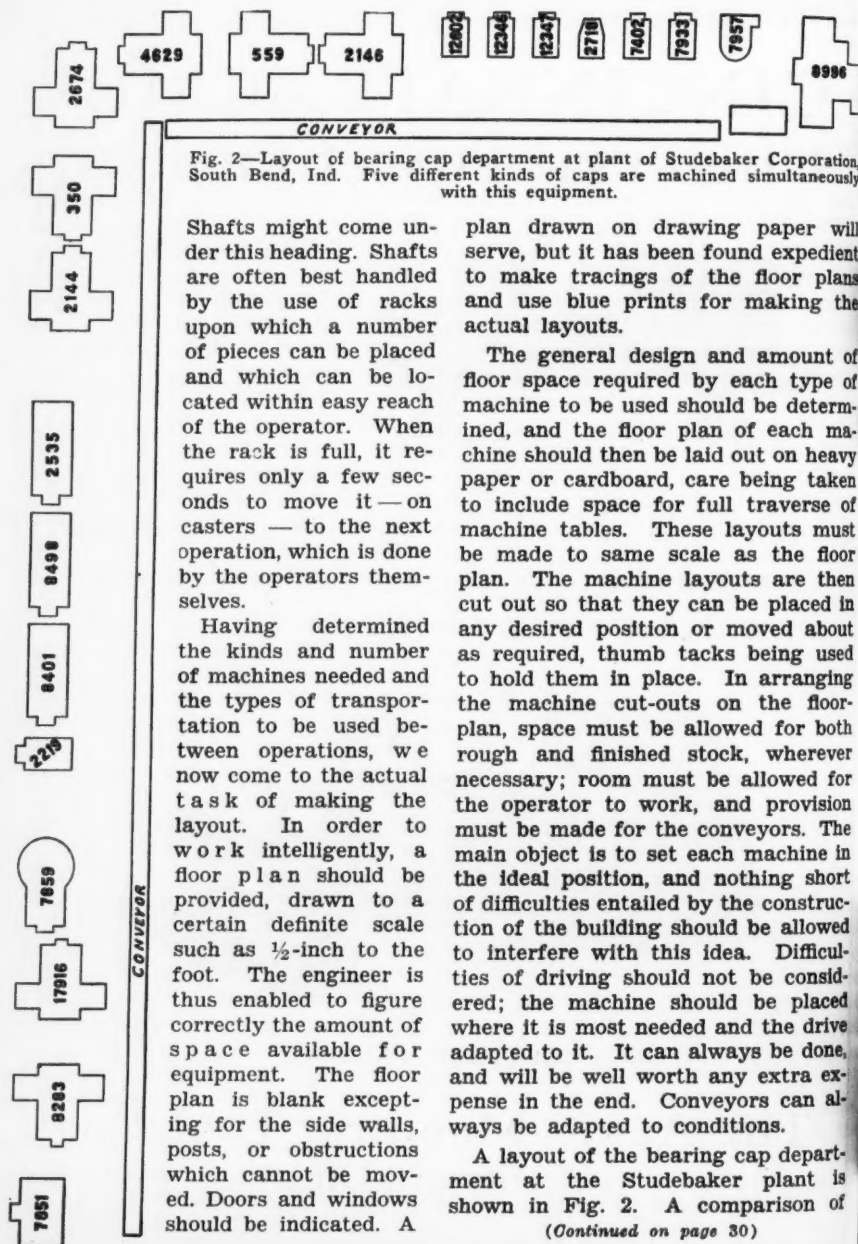 4629
559
2146
12602
12346
12347
2718
7402
7933
7957
8996
2674
350
2144
2535
8498
8401
2219
7859
17916
8283
7851
CONVEYOR
CONVEYOR
Fig. 2—Layout of bearing cap department at plant of Studebaker Corporation,
South Bend, Ind. Five different kinds of caps are machined simultaneously
with this equipment.
Shafts might come un-
der this heading. Shafts
are often best handled
by the use of racks
upon which a number
of pieces can be placed
and which can be lo-
cated within easy reach
of the operator. When
the rack is full, it re-
quires only a few sec-
onds to move it — on
casters — to the next
operation, which is done
by the operators them-
selves.
Having determined
the kinds and number
of machines needed and
the types of transpor-
tation to be used be-
tween operations, we
now come to the actual
task of making the
layout. In order to
work intelligently, a
floor plan should be
provided, drawn to a
certain definite scale
such as ½-inch to the
foot. The engineer is
thus enabled to figure
correctly the amount of
space available for
equipment. The floor
plan is blank except-
ing for the side walls,
posts, or obstructions
which cannot be mov-
ed. Doors and windows
should be indicated. A
plan drawn on drawing paper will
serve, but it has been found expedient
to make tracings of the floor plans
and use blue prints for making the
actual layouts.
The general design and amount of
floor space required by each type of
machine to be used should be determ-
ined, and the floor plan of each ma-
chine should then be laid out on heavy
paper or cardboard, care being taken
to include space for full traverse of
machine tables. These layouts must
be made to same scale as the floor
plan. The machine layouts are then
cut out so that they can be placed in
any desired position or moved about
as required, thumb tacks being used
to hold them in place. In arranging
the machine cut-outs on the floor-
plan, space must be allowed for both
rough and finished stock, wherever
necessary; room must be allowed for
the operator to work, and provision
must be made for the conveyors. The
main object is to set each machine in
the ideal position, and nothing short
of difficulties entailed by the construc-
tion of the building should be allowed
to interfere with this idea. Difficul-
ties of driving should not be consid-
ered; the machine should be placed
where it is most needed and the drive
adapted to it. It can always be done,
and will be well worth any extra ex-
pense in the end. Conveyors can al-
ways be adapted to conditions.
A layout of the bearing cap depart-
ment at the Studebaker plant is
shown in Fig. 2. A comparison of
(Continued on page 30)